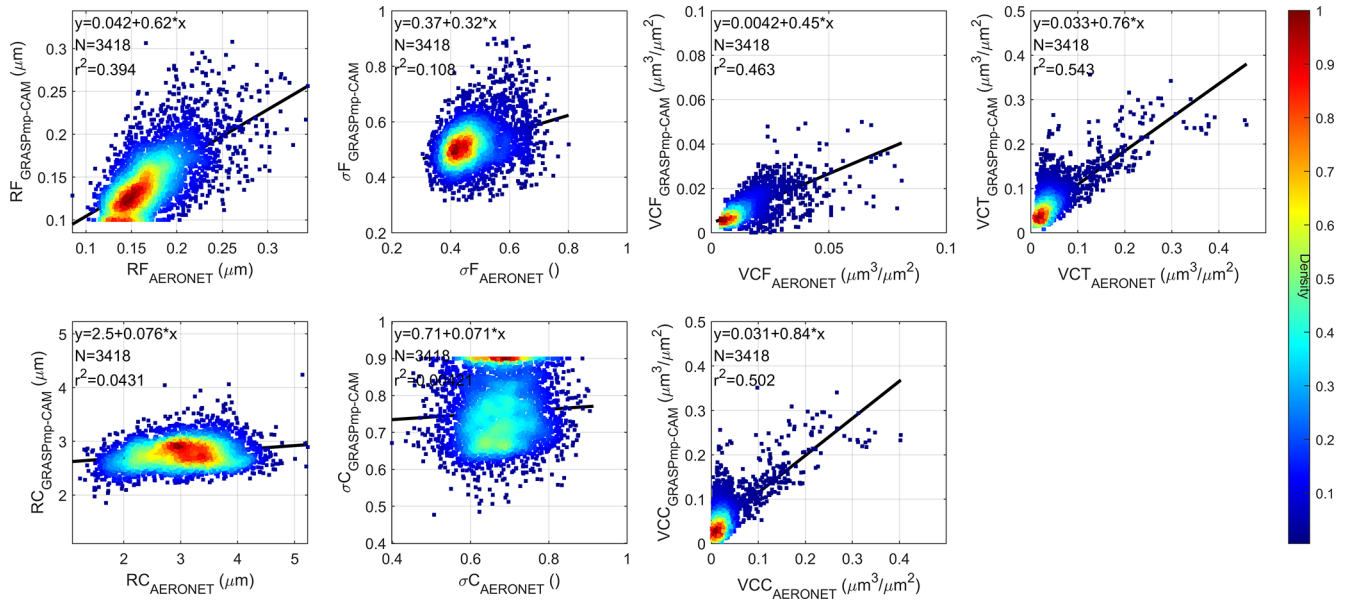 y=0.042+0.62*x
N=3418
r²=0.394
RF_GRASPmp-CAM (μm)
0.3
0.25
0.2
0.15
0.1
0.1 0.15 0.2 0.25 0.3
RF_AERONET (μm)
y=0.37+0.32*x
N=3418
r²=0.108
σF_GRASPmp-CAM
1
0.8
0.6
0.4
0.2
0.2 0.4 0.6 0.8 1
σF_AERONET ()
y=0.0042+0.45*x
N=3418
r²=0.463
VCF_GRASPmp-CAM (μm³/μm²)
0.1
0.08
0.06
0.04
0.02
0
0 0.05 0.1
VCF_AERONET (μm³/μm²)
y=0.033+0.76*x
N=3418
r²=0.543
VCT_GRASPmp-CAM (μm³/μm²)
0.5
0.4
0.3
0.2
0.1
0
0 0.1 0.2 0.3 0.4
VCT_AERONET (μm³/μm²)
y=2.5+0.076*x
N=3418
r²=0.0431
RC_GRASPmp-CAM (μm)
5
4
3
2
2 3 4 5
RC_AERONET (μm)
y=0.71+0.071*x
N=3418
r²=0.00421
σC_GRASPmp-CAM
1
0.9
0.8
0.7
0.6
0.5
0.4
0.4 0.6 0.8 1
σC_AERONET ()
y=0.031+0.84*x
N=3418
r²=0.502
VCC_GRASPmp-CAM (μm³/μm²)
0.5
0.4
0.3
0.2
0.1
0
0 0.1 0.2 0.3 0.4 0.5
VCC_AERONET (μm³/μm²)
1
0.9
0.8
0.7
0.6
Density
0.5
0.4
0.3
0.2
0.1